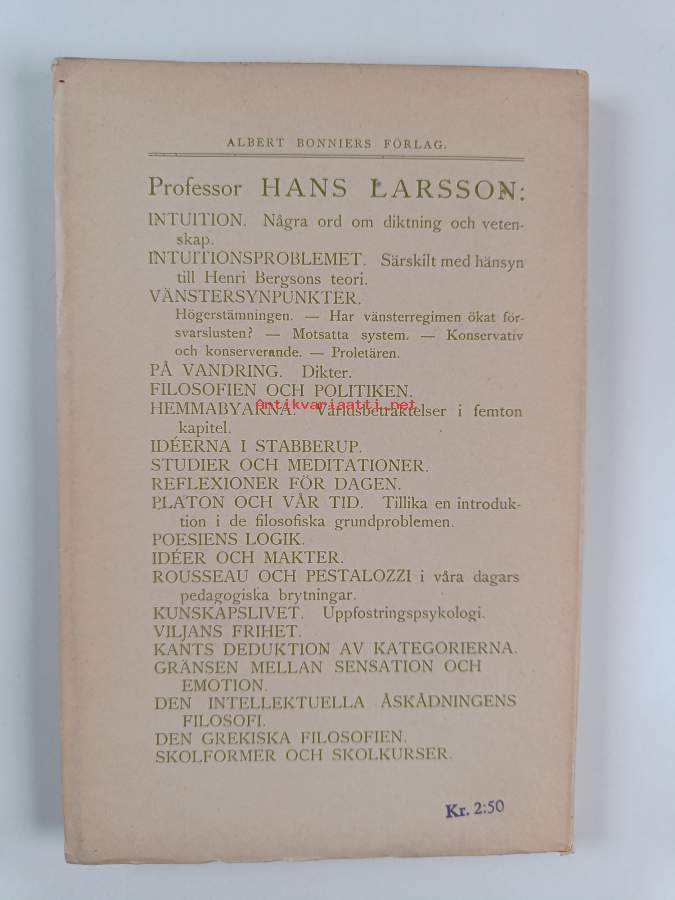 ALBERT BONNIERS FÖRLAG.
Professor HANS LARSSON:
INTUITION. Några ord om diktning och veten-
skap.
INTUITIONSPROBLEMET. Särskilt med hänsyn
till Henri Bergsons teori.
VÄNSTERSYNPUNKTER.
Högerstämningen. — Har vänsterregimen ökat för-
svarslusten? — Motsatta system. — Konservativ
och konserverande. — Proletären.
PÅ VANDRING. Dikter.
FILOSOFIEN OCH POLITIKEN.
Antikvariaatti.net
HEMMABYARNA. Världsbetraktelser i femton
kapitel.
IDÉERNA I STABBERUP.
STUDIER OCH MEDITATIONER.
REFLEXIONER FÖR DAGEN.
PLATON OCH VÅR TID. Tillika en introduk-
tion i de filosofiska grundproblemen.
POESIENS LOGIK.
IDÉER OCH MAKTER.
ROUSSEAU OCH PESTALOZZI i våra dagars
pedagogiska brytningar.
KUNSKAPSLIVET. Uppfostringspsykologi.
VILJANS FRIHET.
KANTS DEDUKTION AV KATEGORIERNA.
GRÄNSEN MELLAN SENSATION OCH
EMOTION.
DEN INTELLEKTUELLA ÅSKÅDNINGENS
FILOSOFI.
DEN GREKISKA FILOSOFIEN.
SKOLFORMER OCH SKOLKURSER.
Kr. 2:50